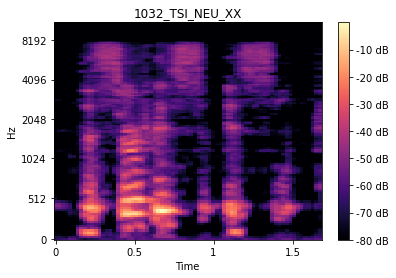 1032_TSI_NEU_XX
8192
4096
2048
1024
512
0
Hz
0
0.5
1
1.5
Time
-10 dB
-20 dB
-30 dB
-40 dB
-50 dB
-60 dB
-70 dB
-80 dB